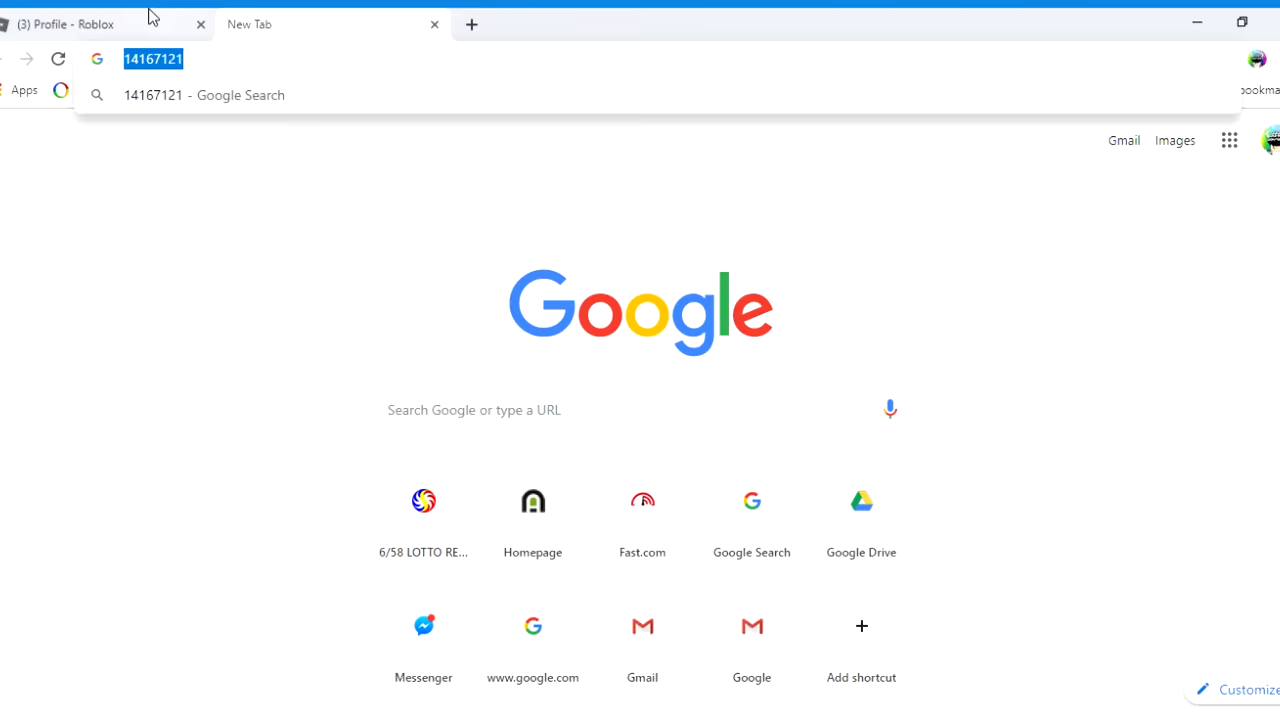 (3) Profile - Roblox
New Tab
14167121
Apps
14167121 - Google Search
Gmail Images
Google
Search Google or type a URL
6/58 LOTTO RE...
Homepage
Fast.com
Google Search
Google Drive
Messenger
www.google.com
Gmail
Google
Add shortcut
Customize